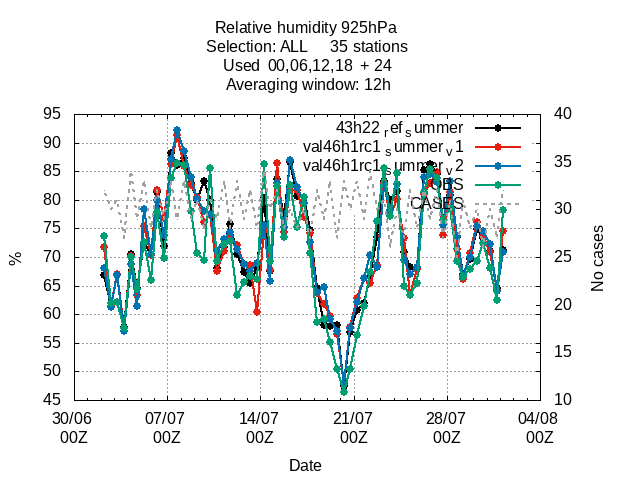 Relative humidity 925hPa
Selection: ALL 35 stations
Used 00,06,12,18 + 24
Averaging window: 12h
43h22refsummer
val46h1rc1summerv1
val46h1rc1summerv2
OBS
CASES
95
90
85
80
75
70
65
60
55
50
45
%
40
35
30
25
20
15
10
No cases
30/06 07/07 14/07 21/07 28/07 04/08
00Z 00Z 00Z 00Z 00Z 00Z
Date